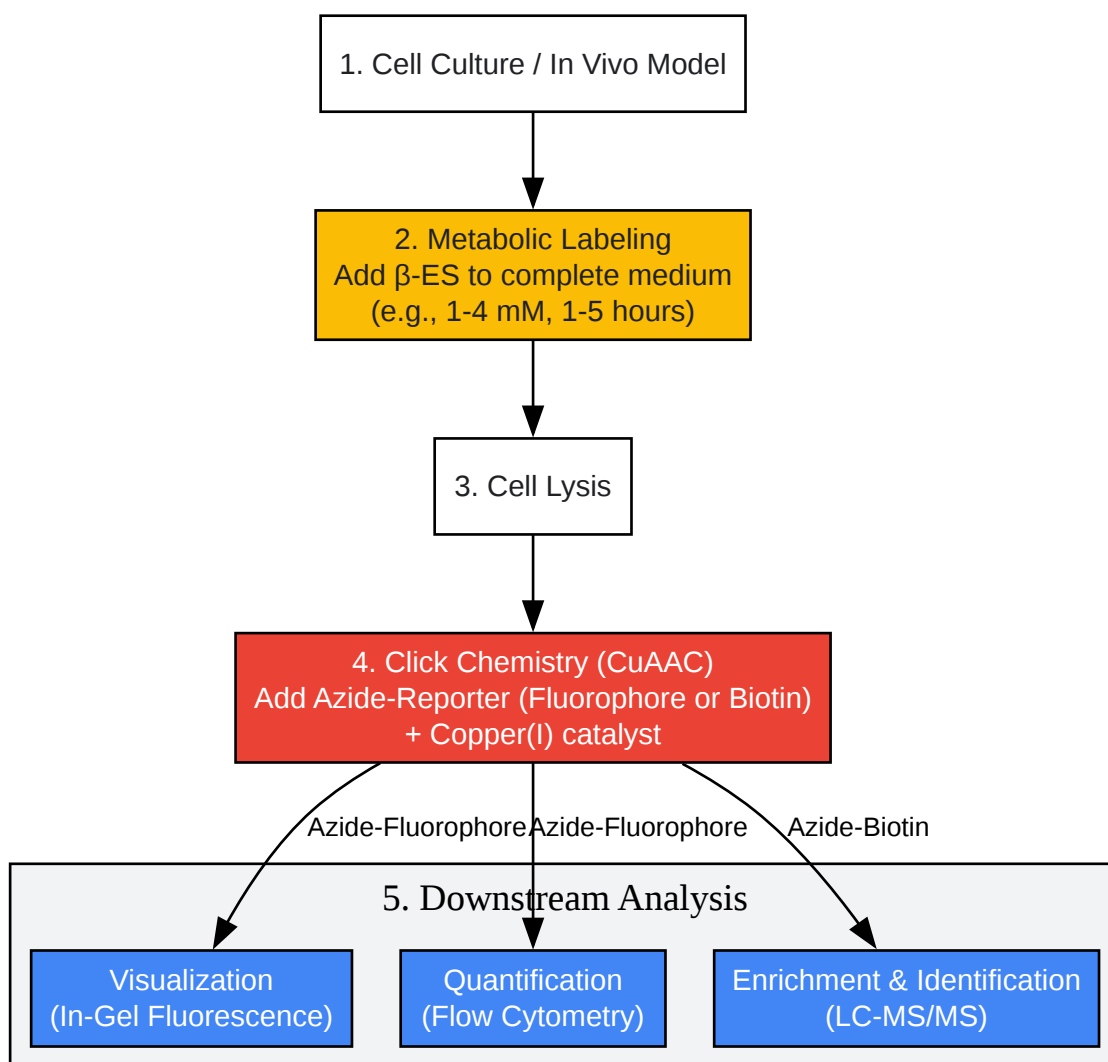 1. Cell Culture / In Vivo Model
2. Metabolic Labeling
Add β-ES to complete medium
(e.g., 1-4 mM, 1-5 hours)
3. Cell Lysis
4. Click Chemistry (CuAAC)
Add Azide-Reporter (Fluorophore or Biotin)
+ Copper(I) catalyst
Azide-Fluorophore
Azide-Fluorophore
Azide-Biotin
5. Downstream Analysis
Visualization
(In-Gel Fluorescence)
Quantification
(Flow Cytometry)
Enrichment & Identification
(LC-MS/MS)